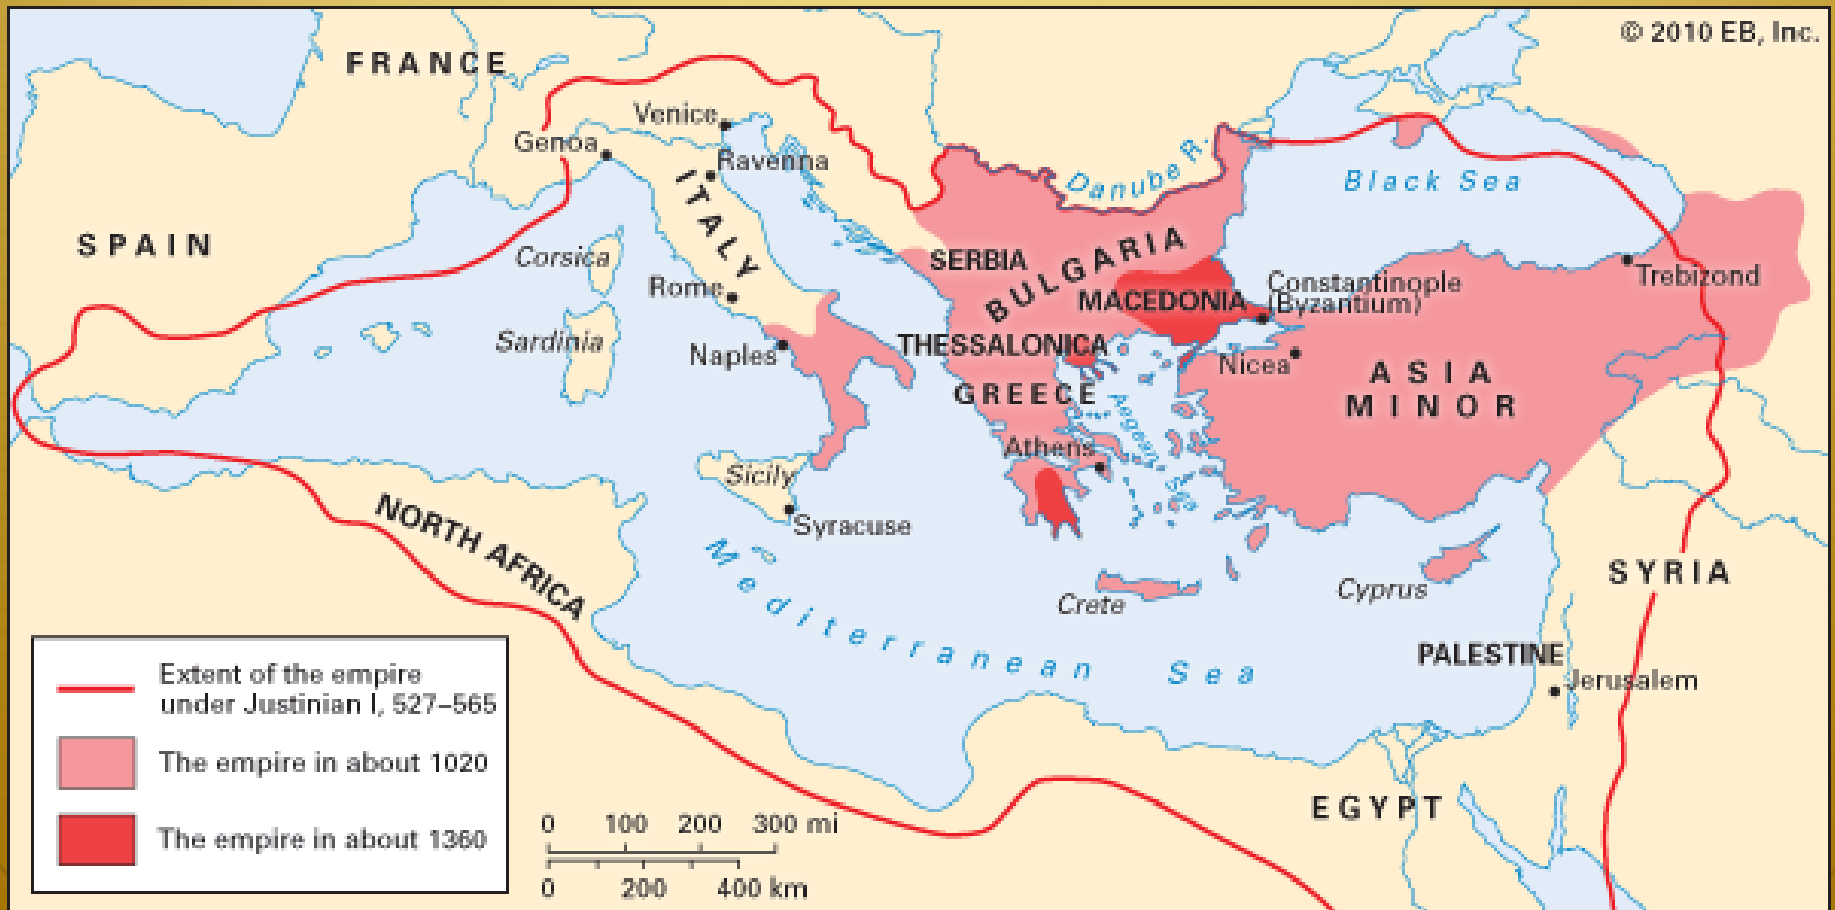 © 2010 EB, Inc.
FRANCE
Venice
Genoa
Ravenna
ITALY
Danube R.
Black Sea
SPAIN
Corsica
SERBIA
BULGARIA
Rome
MACEDONIA
Constantinople
(Byzantium)
Trebizond
Sardinia
Naples
THESSALONICA
Nicea
ASIA
MINOR
GREECE
Aegean Sea
Athens
Sicily
Syracuse
NORTH AFRICA
Mediterranean Sea
Crete
Cyprus
SYRIA
PALESTINE
Jerusalem
EGYPT
Extent of the empire
under Justinian I, 527–565
The empire in about 1020
The empire in about 1360
0 100 200 300 mi
0 200 400 km